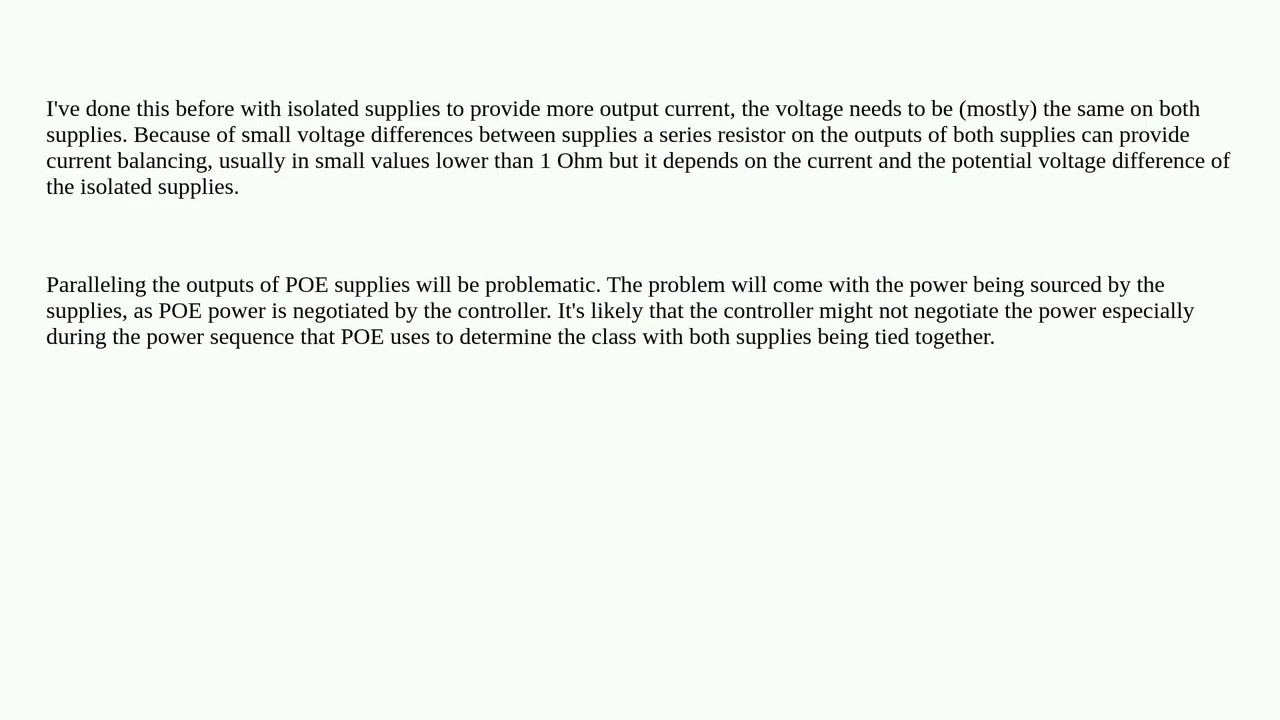 I've done this before with isolated supplies to provide more output current, the voltage needs to be (mostly) the same on both
supplies. Because of small voltage differences between supplies a series resistor on the outputs of both supplies can provide
current balancing, usually in small values lower than 1 Ohm but it depends on the current and the potential voltage difference of
the isolated supplies.
Paralleling the outputs of POE supplies will be problematic. The problem will come with the power being sourced by the
supplies, as POE power is negotiated by the controller. It's likely that the controller might not negotiate the power especially
during the power sequence that POE uses to determine the class with both supplies being tied together.